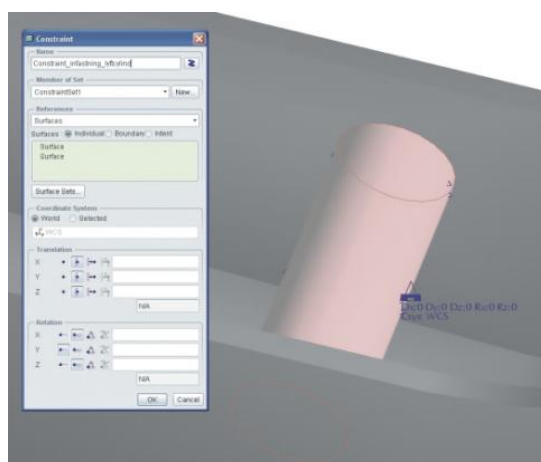 Constraint
Name
Constraint_infastning_lyftcylind
Member of Set
ConstraintSet1
New...
References
Surfaces
Surfaces : Individual Boundary Intent
Surface
Surface
Surface Sets...
Coordinate System
World Selected
WCS
Translation
X
Y
Z
N/A
Rotation
X
Y
Z
N/A
OK Cancel
Dx:0 Dy:0 Dz:0 Rx:0 Rz:0
Csys: WCS